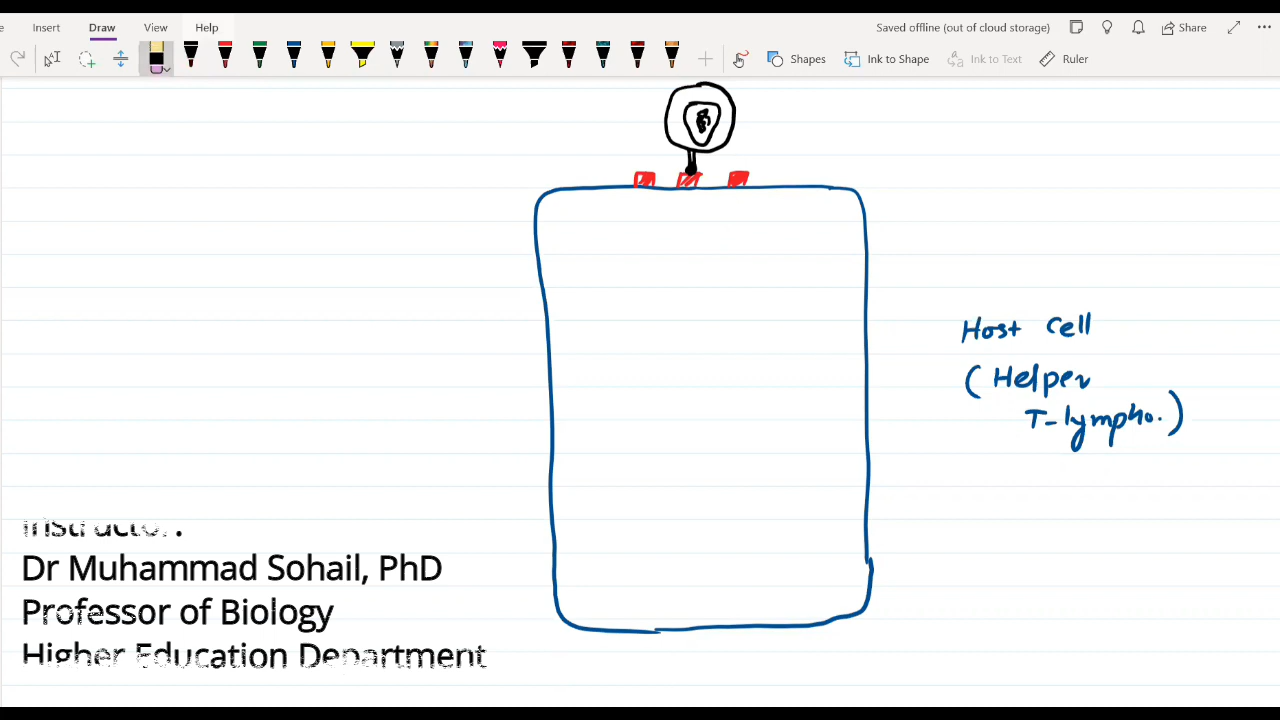 Insert Draw View Help Saved offline (out of cloud storage) Share
Shapes Ink to Shape Ink to Text Ruler
Host cell
(Helper
T-lympho.)
Instructor:
Dr Muhammad Sohail, PhD
Professor of Biology
Higher Education Department